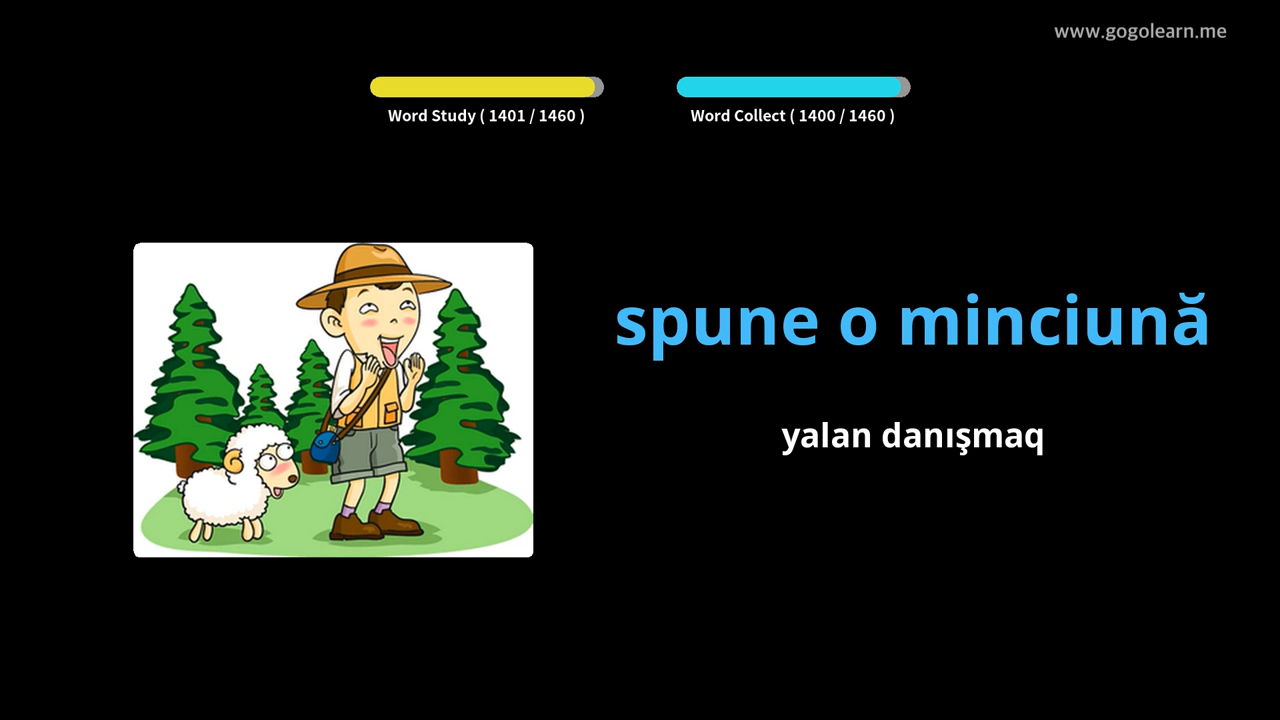 www.gogolearn.me
Word Study ( 1401 / 1460 )
Word Collect ( 1400 / 1460 )
spune o minciună
yalan danışmaq